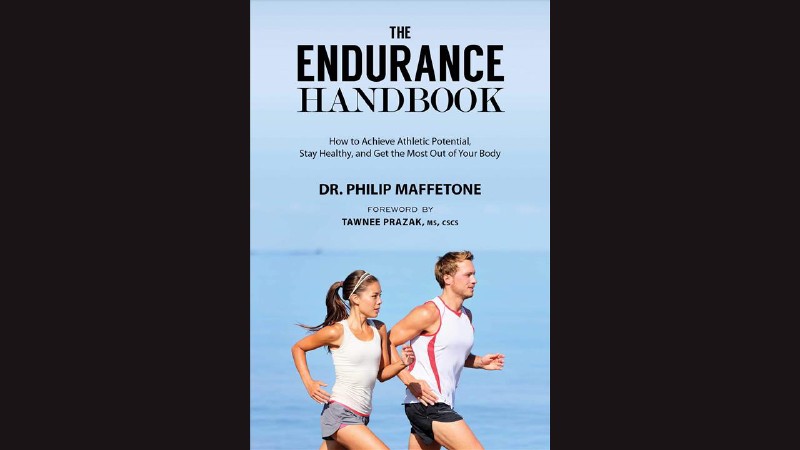 THE
ENDURANCE
HANDBOOK
How to Achieve Athletic Potential,
Stay Healthy, and Get the Most Out of Your Body
DR. PHILIP MAFFETONE
FOREWORD BY
TAWNEE PRAZAK, MS, CSCS